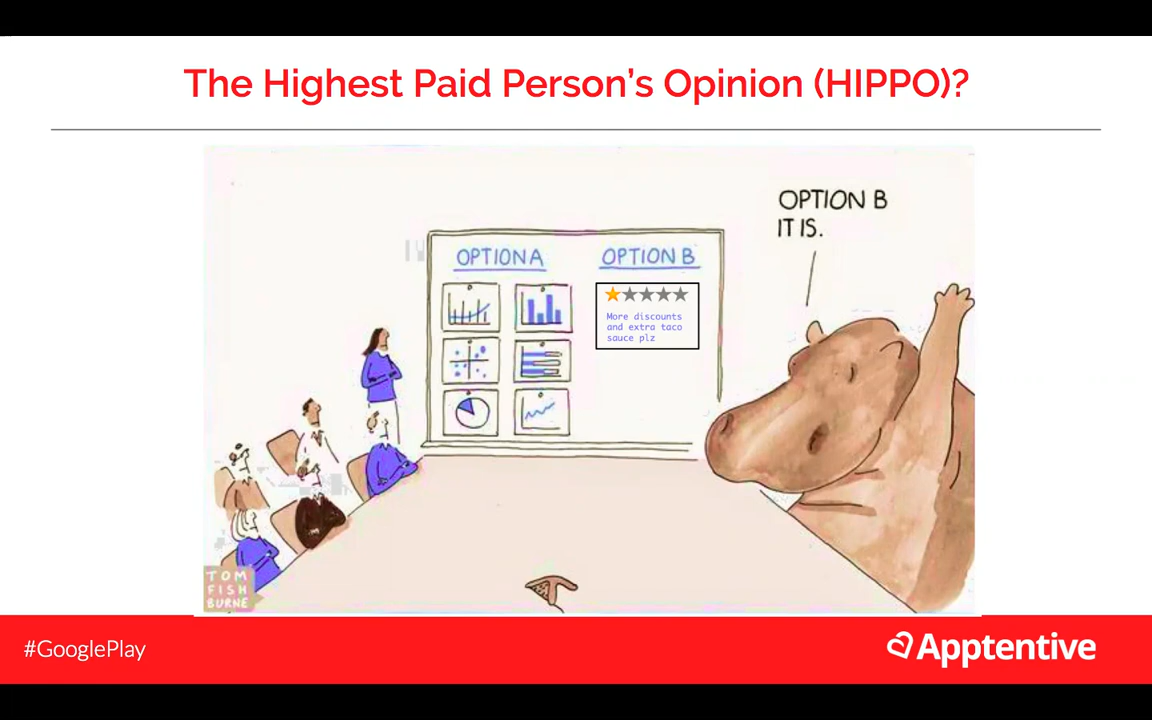 The Highest Paid Person's Opinion (HIPPO)?
OPTION B
IT IS.
OPTION A
OPTION B
More discounts
and extra taco
sauce plz
TOM
FISH
BURNE
#GooglePlay
Apptentive